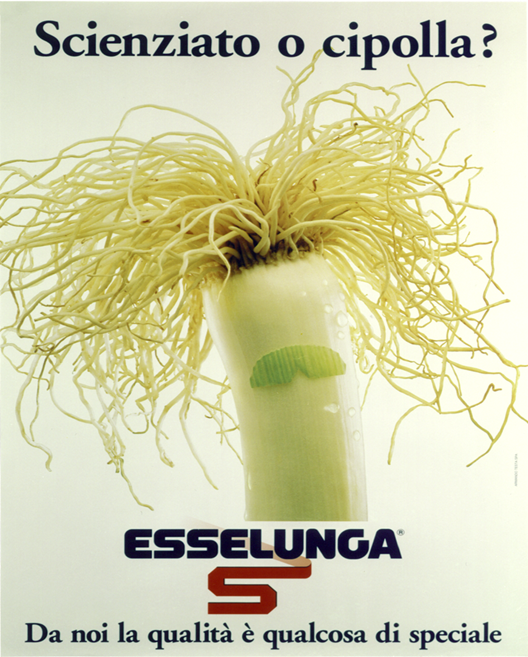 Scienziato o cipolla?
ESSELUNGA®
S
Da noi la qualità è qualcosa di speciale